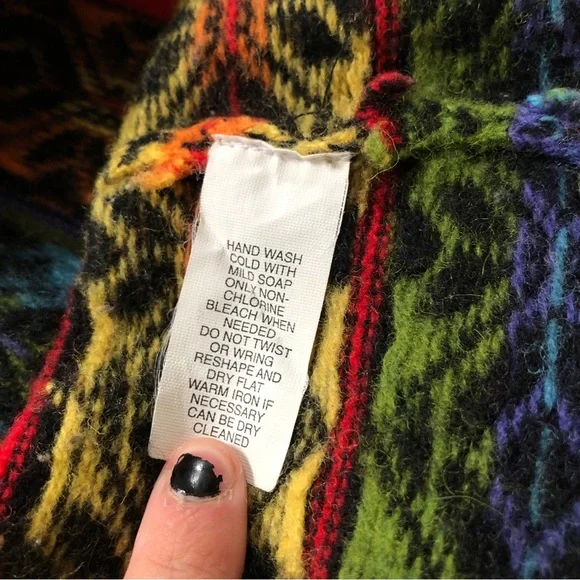 HAND WASH
COLD WITH
MILD SOAP
ONLY NON-
CHLORINE
BLEACH WHEN
NEEDED
DO NOT TWIST
OR WRING
RESHAPE AND
DRY FLAT
WARM IRON IF
NECESSARY
CAN BE DRY
CLEANED